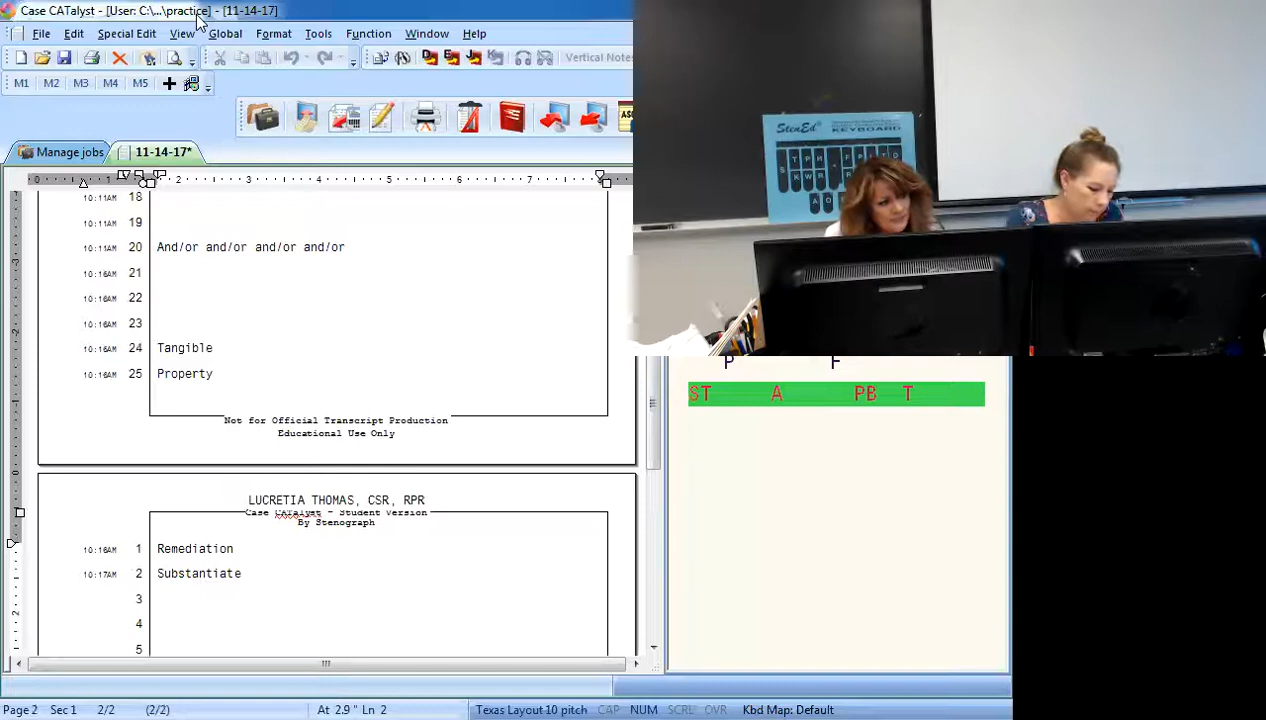 Case CATalyst - [User: C:\...\practice] - [11-14-17]
File Edit Special Edit View Global Format Tools Function Window Help
Vertical Notes
M1 M2 M3 M4 M5
Manage jobs 11-14-17*
10:11AM 18
10:11AM 19
10:11AM 20 And/or and/or and/or and/or
10:16AM 21
10:16AM 22
10:16AM 23
10:16AM 24 Tangible
10:16AM 25 Property
Not for Official Transcript Production
Educational Use Only
LUCRETIA THOMAS, CSR, RPR
Case CATalyst - Student Version
By Stenograph
10:16AM 1 Remediation
10:17AM 2 Substantiate
3
4
5
StenEd
KEYBOARD
P F
ST A PB T
Page 2 Sec 1 2/2 (2/2) At 2.9 " Ln 2 Texas Layout 10 pitch CAP NUM SCRL OVR Kbd Map: Default